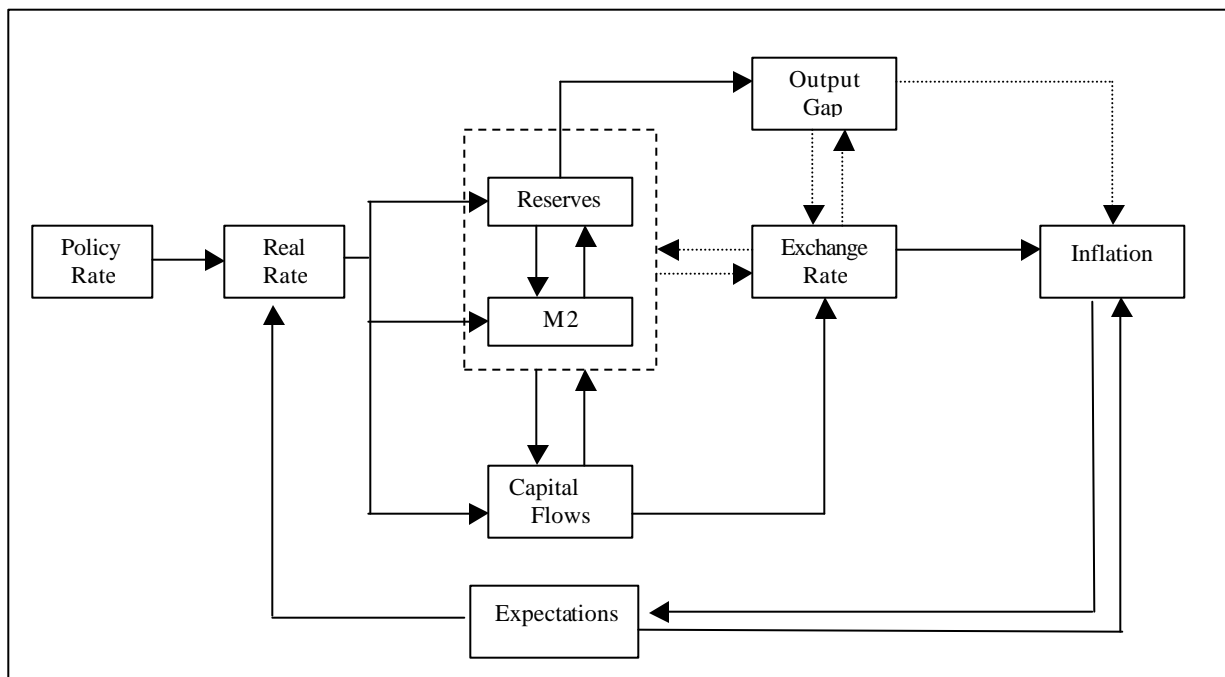 Output
Gap
Reserves
Policy
Rate
Real
Rate
Exchange
Rate
Inflation
M2
Capital
Flows
Expectations